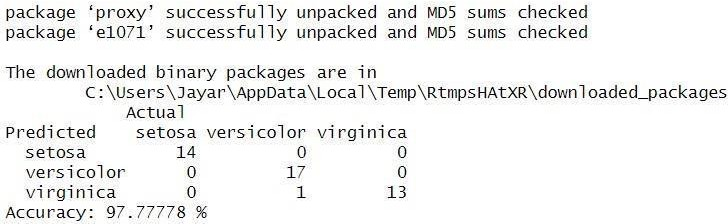 package ‘proxy’ successfully unpacked and MD5 sums checked
package ‘e1071’ successfully unpacked and MD5 sums checked
The downloaded binary packages are in
C:\Users\Jayar\AppData\Local\Temp\RtmpsHAtXR\downloaded_packages
Actual
Predicted setosa versicolor virginica
setosa 14 0 0
versicolor 0 17 0
virginica 0 1 13
Accuracy: 97.77778 %